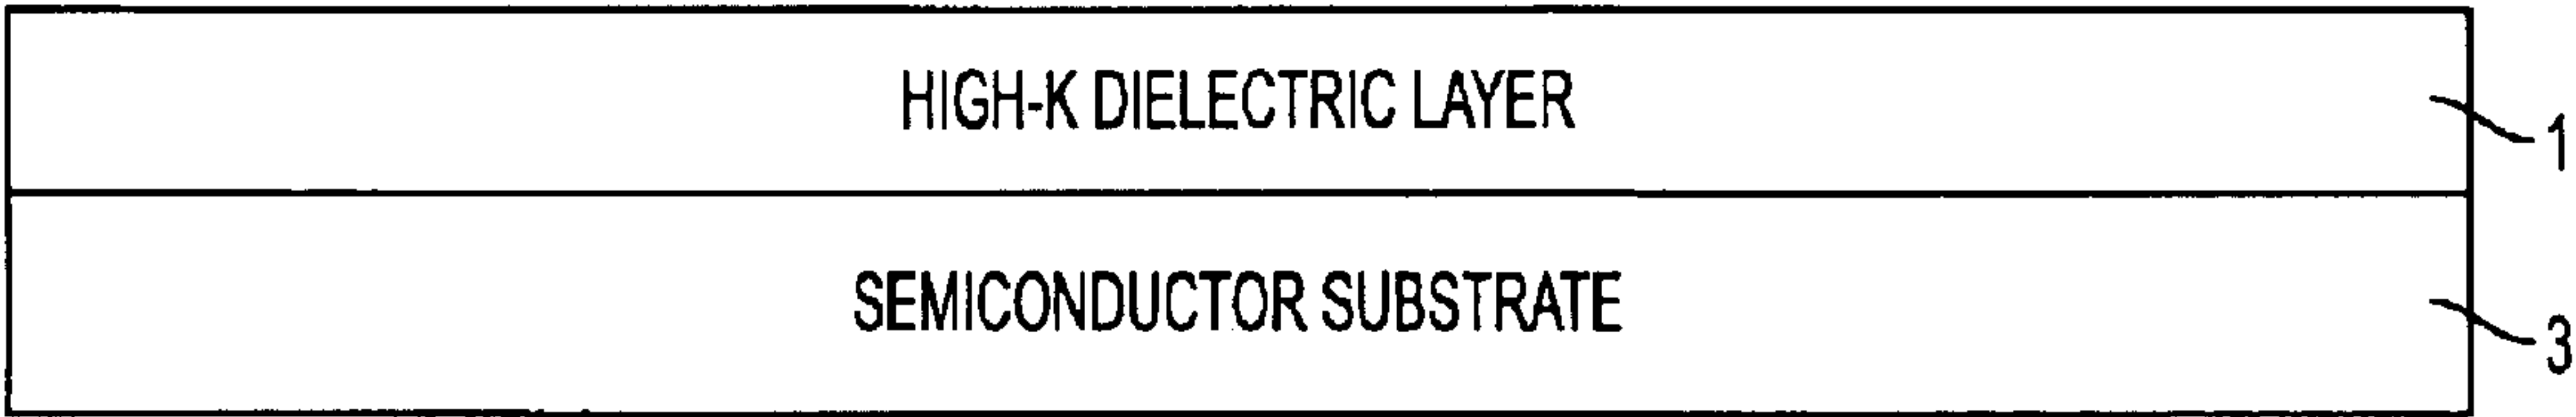 HIGH-K DIELECTRIC LAYER
1
SEMICONDUCTOR SUBSTRATE
3